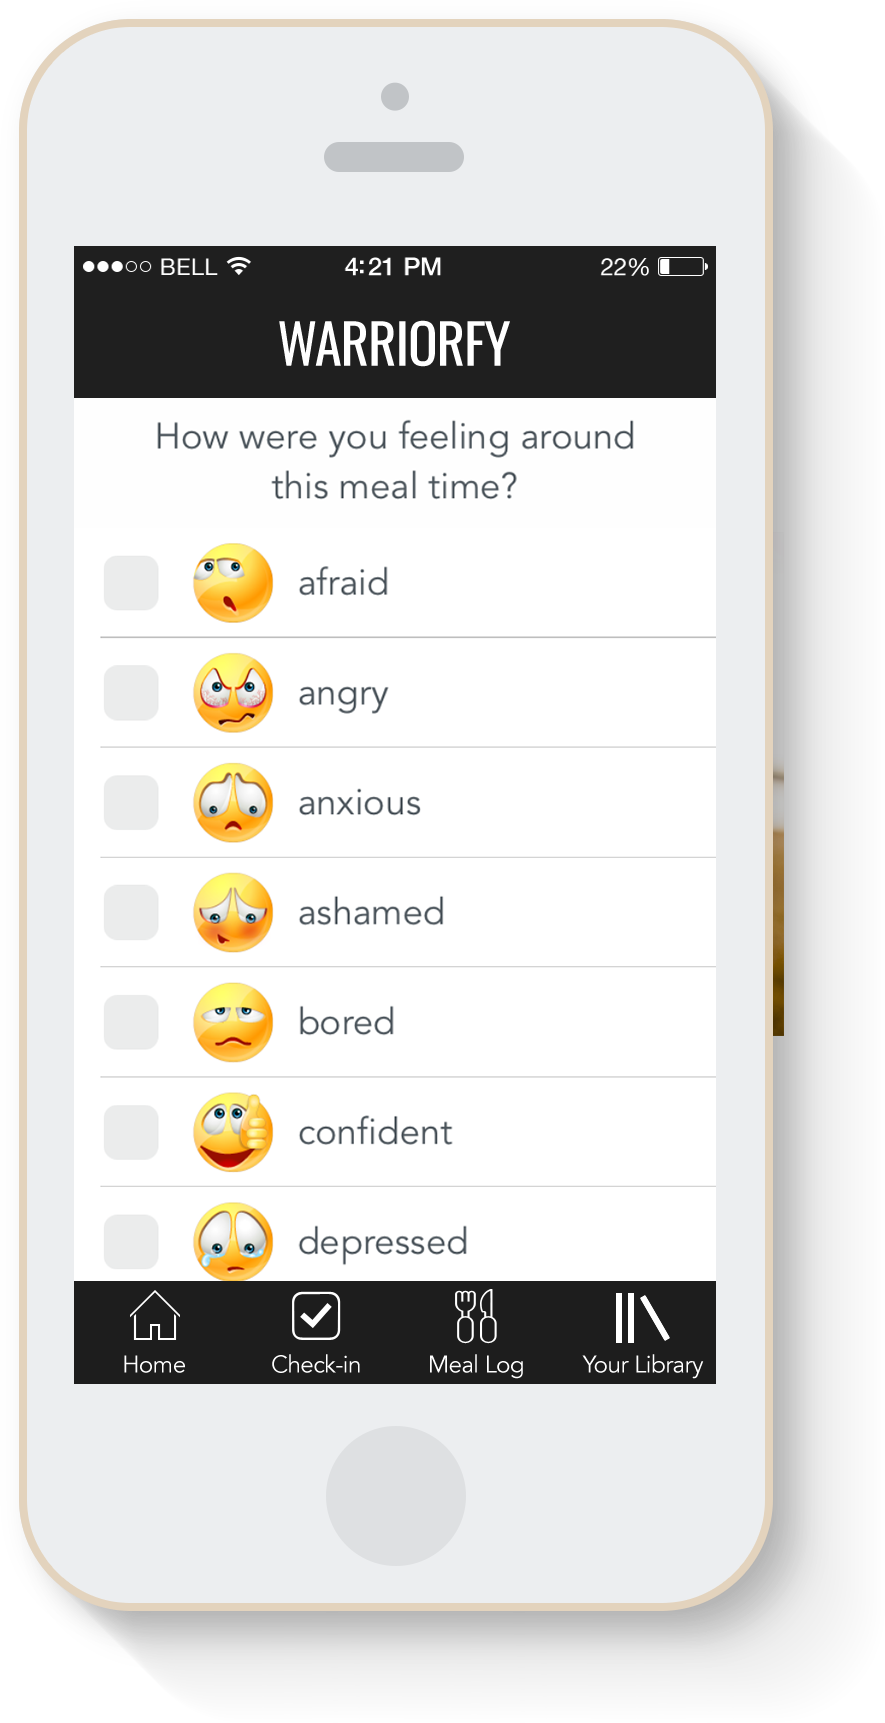 BELL 4:21 PM 22%
WARRIORFY
How were you feeling around
this meal time?
afraid
angry
anxious
ashamed
bored
confident
depressed
Home Check-in Meal Log Your Library